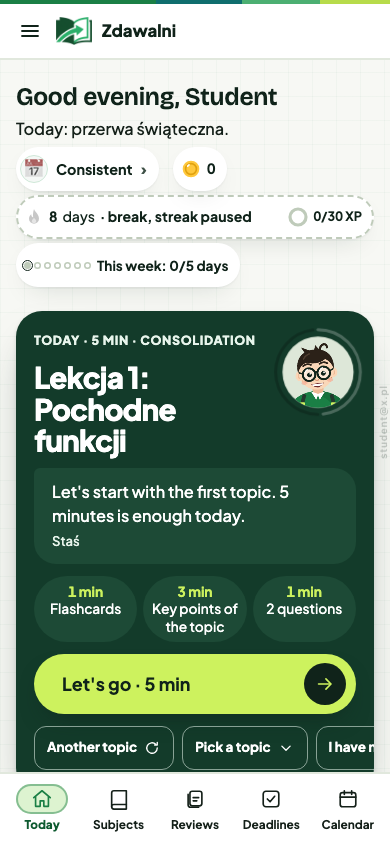 Zdawalni
Good evening, Student
Today: przerwa świąteczna.
17
Consistent ›
0
8 days · break, streak paused
0/30 XP
This week: 0/5 days
TODAY · 5 MIN · CONSOLIDATION
Lekcja 1:
Pochodne
funkcji
student@x.pl
Let's start with the first topic. 5
minutes is enough today.
Staś
1 min
Flashcards
3 min
Key points of
the topic
1 min
2 questions
Let's go · 5 min
Another topic
Pick a topic
I have
Today
Subjects
Reviews
Deadlines
Calendar